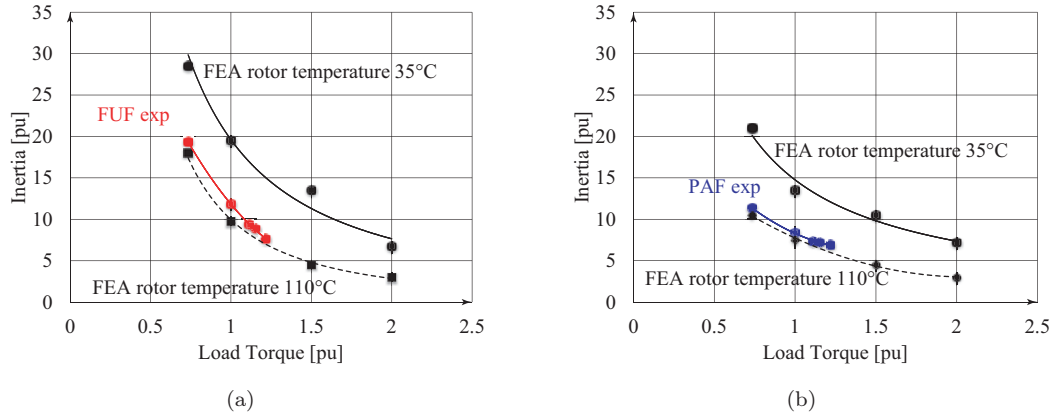 35
30
25
20
15
10
5
0
Inertia [pu]
FEA rotor temperature 35°C
FUF exp
FEA rotor temperature 110°C
0 0.5 1 1.5 2 2.5
Load Torque [pu]
(a)
35
30
25
20
15
10
5
0
Inertia [pu]
FEA rotor temperature 35°C
PAF exp
FEA rotor temperature 110°C
0 0.5 1 1.5 2 2.5
Load Torque [pu]
(b)